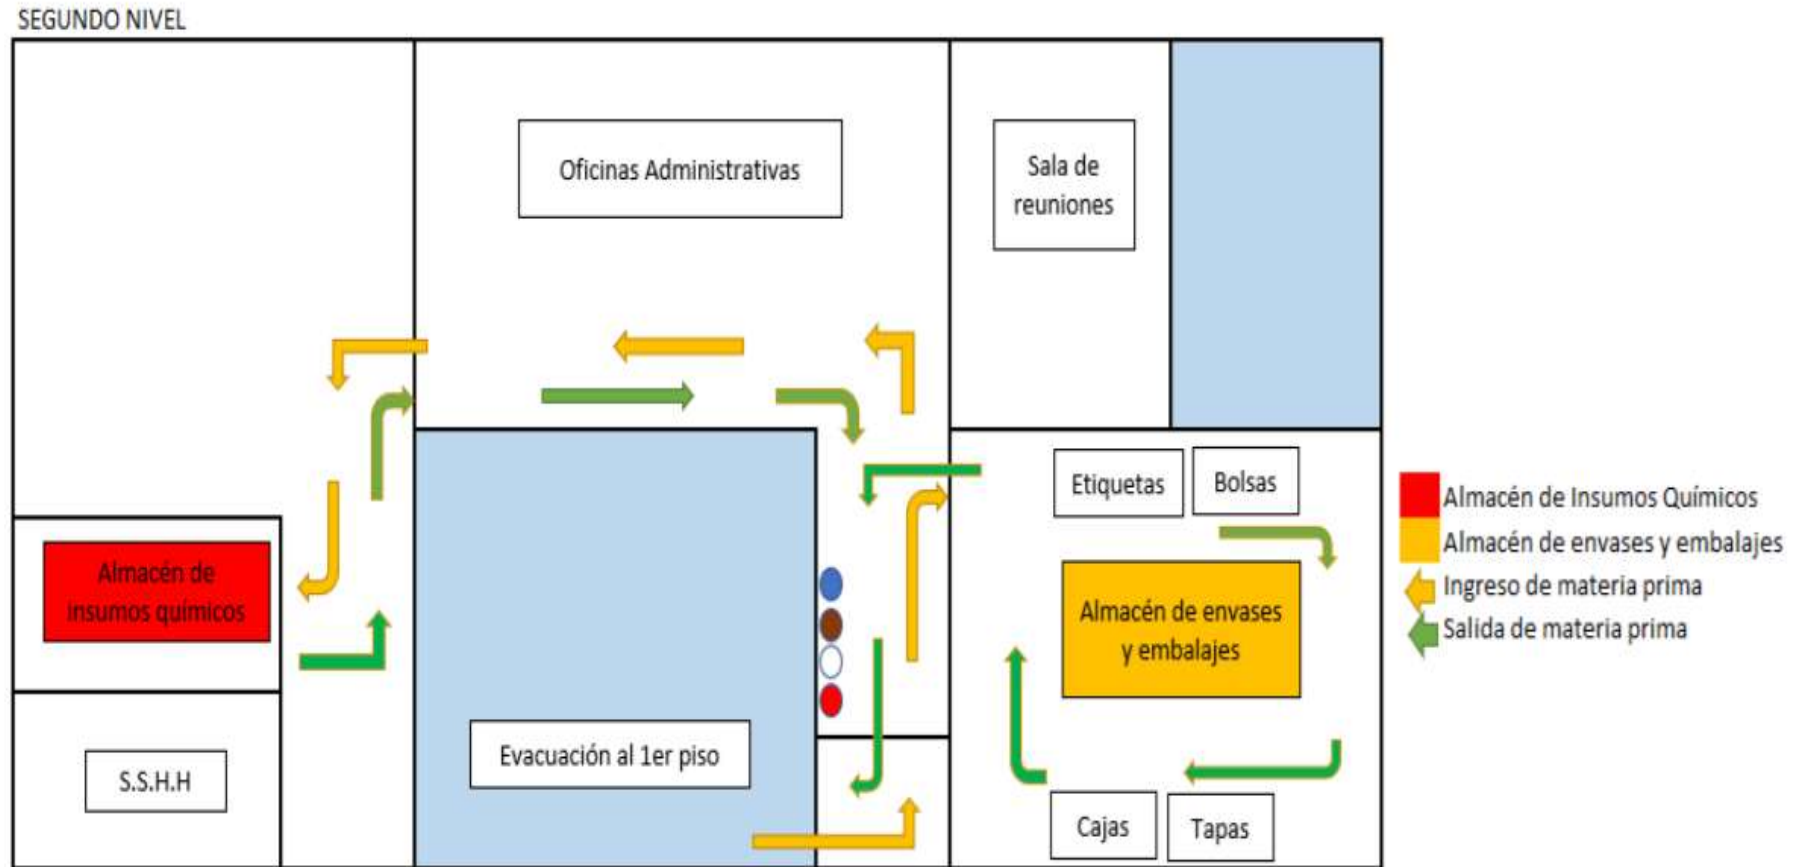 SEGUNDO NIVEL
Oficinas Administrativas
Sala de
reuniones
Etiquetas
Bolsas
Almacén de
insumos químicos
Almacén de envases
y embalajes
Evacuación al 1er piso
S.S.H.H
Cajas
Tapas
Almacén de Insumos Químicos
Almacén de envases y embalajes
Ingreso de materia prima
Salida de materia prima